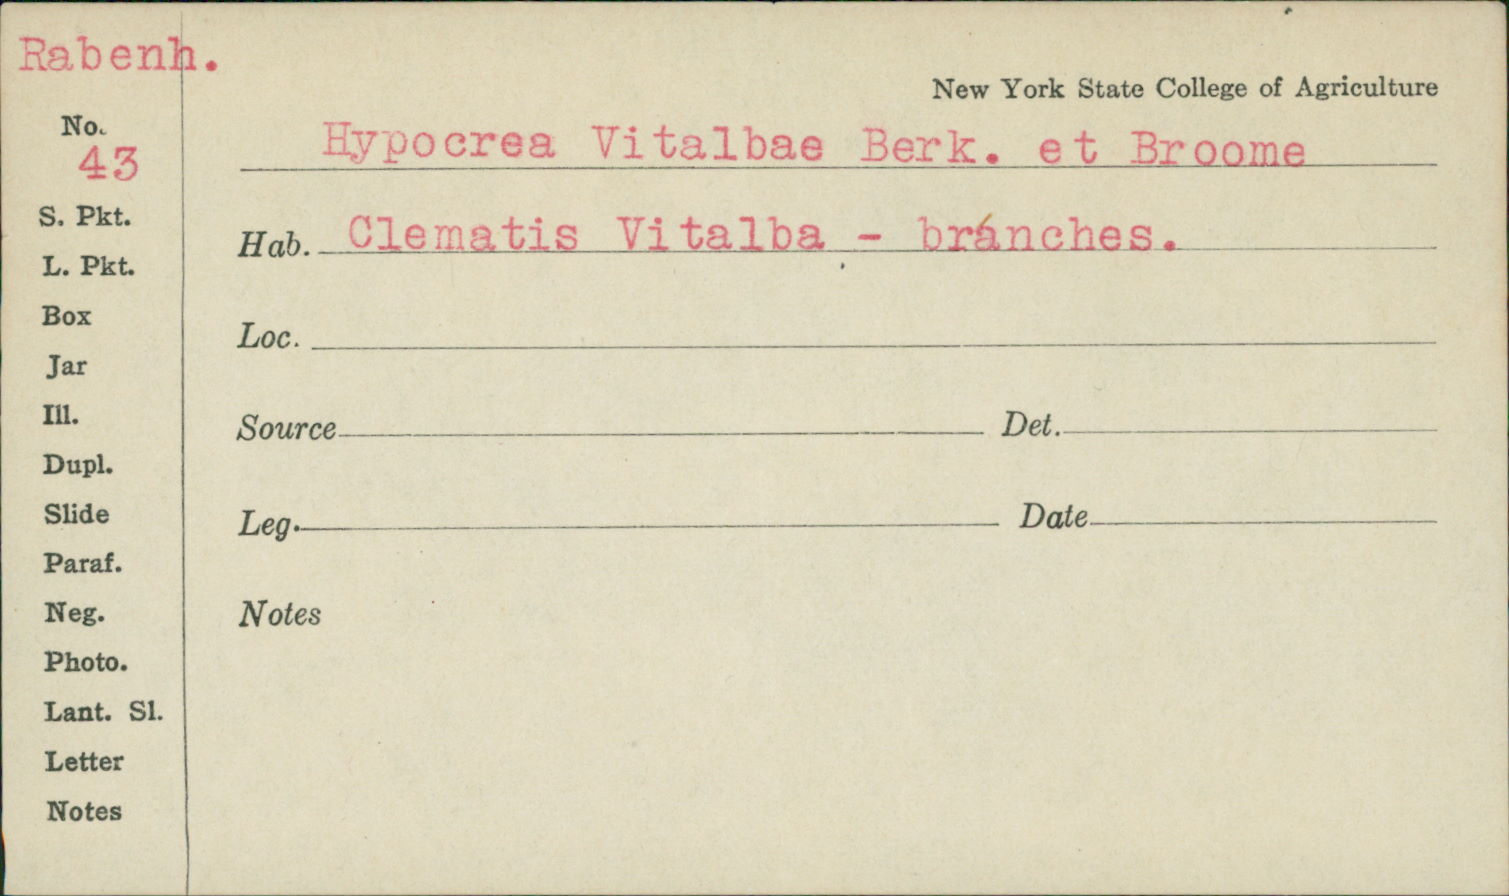 Rabenh.
New York State College of Agriculture
No.
43
Hypocrea Vitalbae Berk. et Broome
Hab. Clematis Vitalba - branches.
Loc.
Source Det.
Leg. Date
Notes
S. Pkt.
L. Pkt.
Box
Jar
Ill.
Dupl.
Slide
Paraf.
Neg.
Photo.
Lant. Sl.
Letter
Notes